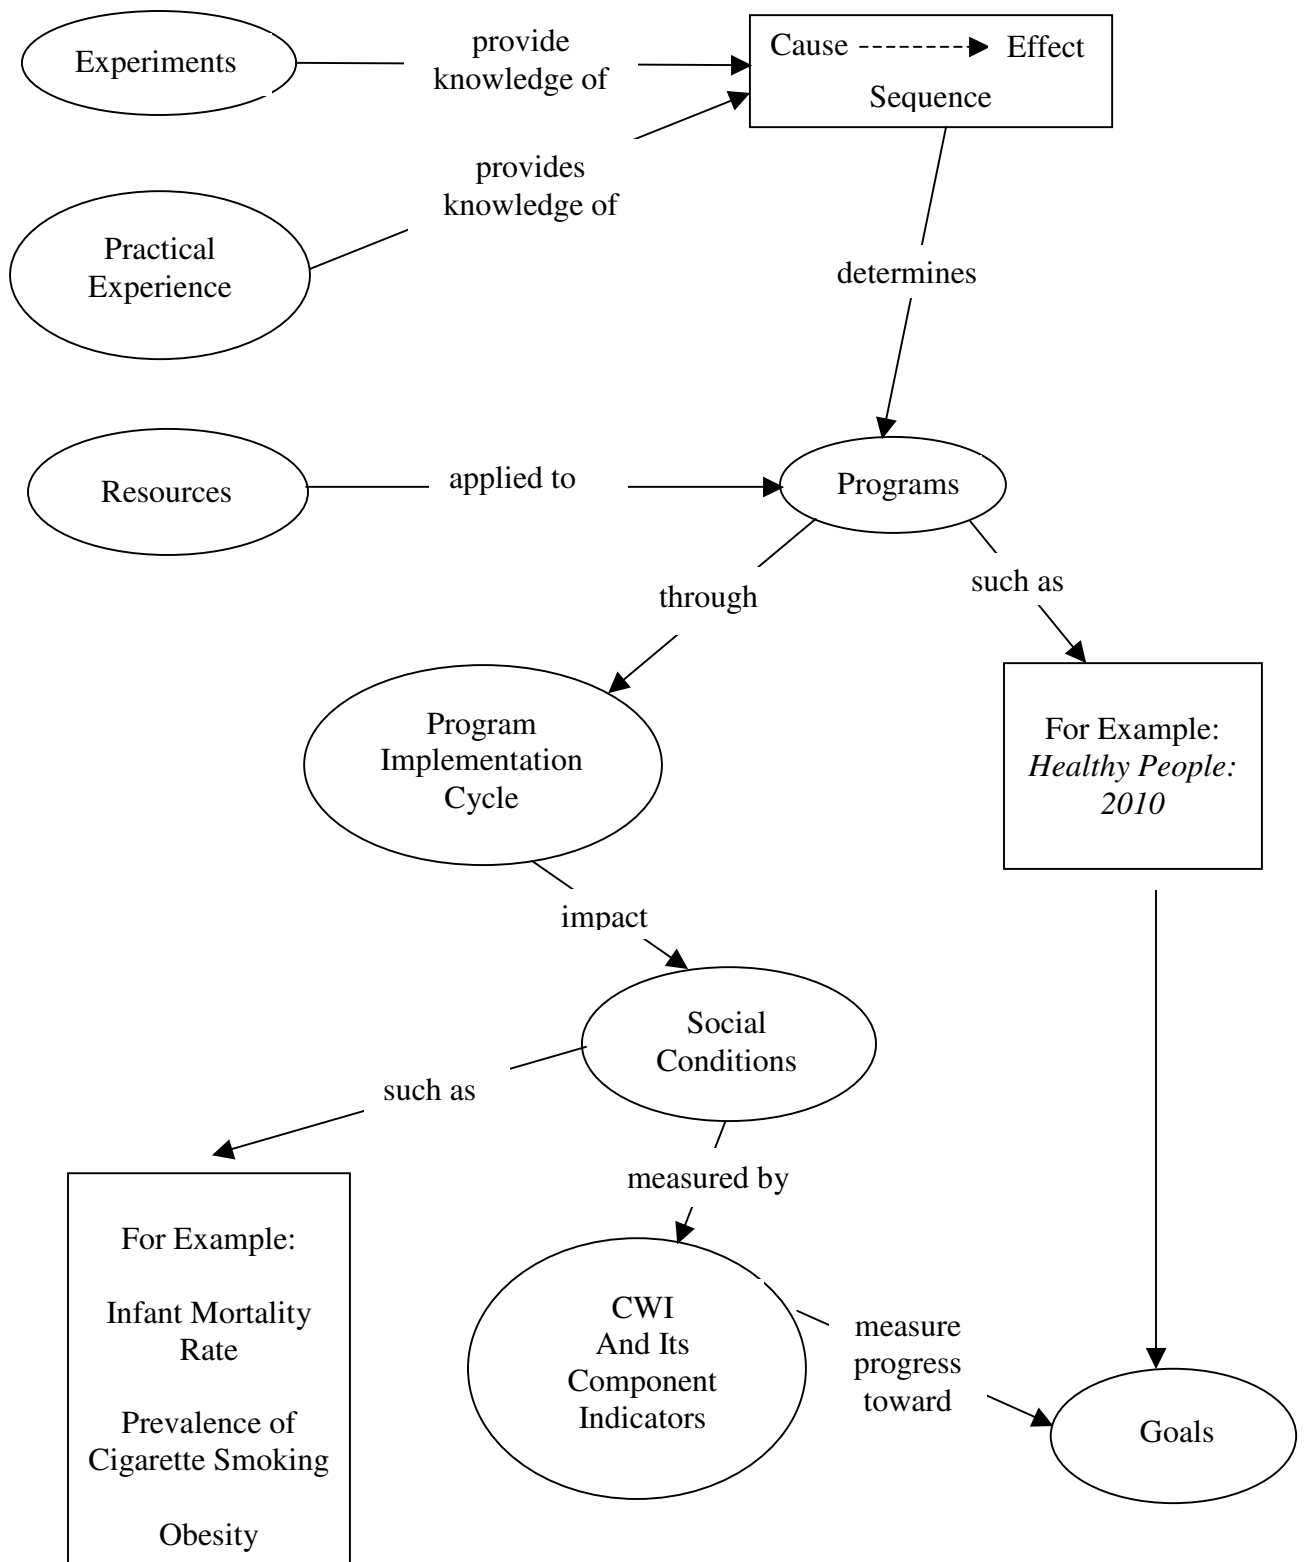 Experiments
provide
knowledge of
Cause
Effect
Sequence
provides
knowledge of
Practical
Experience
determines
Resources
applied to
Programs
through
such as
Program
Implementation
Cycle
For Example:
Healthy People:
2010
impact
Social
Conditions
such as
measured by
For Example:
Infant Mortality
Rate
Prevalence of
Cigarette Smoking
Obesity
CWI
And Its
Component
Indicators
measure
progress
toward
Goals